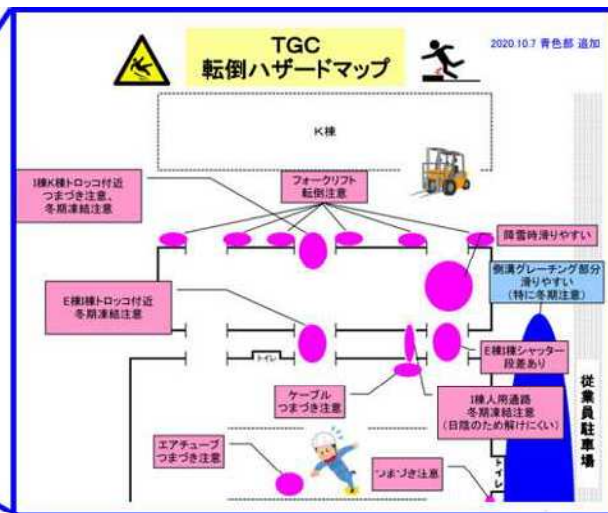 TGC
転倒ハザードマップ
2020.10.7 青色部 追加
K棟
I棟K棟トロッコ付近
つまづき注意、
冬期凍結注意
フォークリフト
転倒注意
降雪時滑りやすい
側溝グレーチング部分
滑りやすい
(特に冬期注意)
E棟I棟トロッコ付近
冬期凍結注意
トイレ
E棟I棟シャッター
段差あり
ケーブル
つまづき注意
I棟人用通路
冬期凍結注意
(日陰のため解けにくい)
従業員駐車場
エアチューブ
つまづき注意
つまづき注意
トイレ